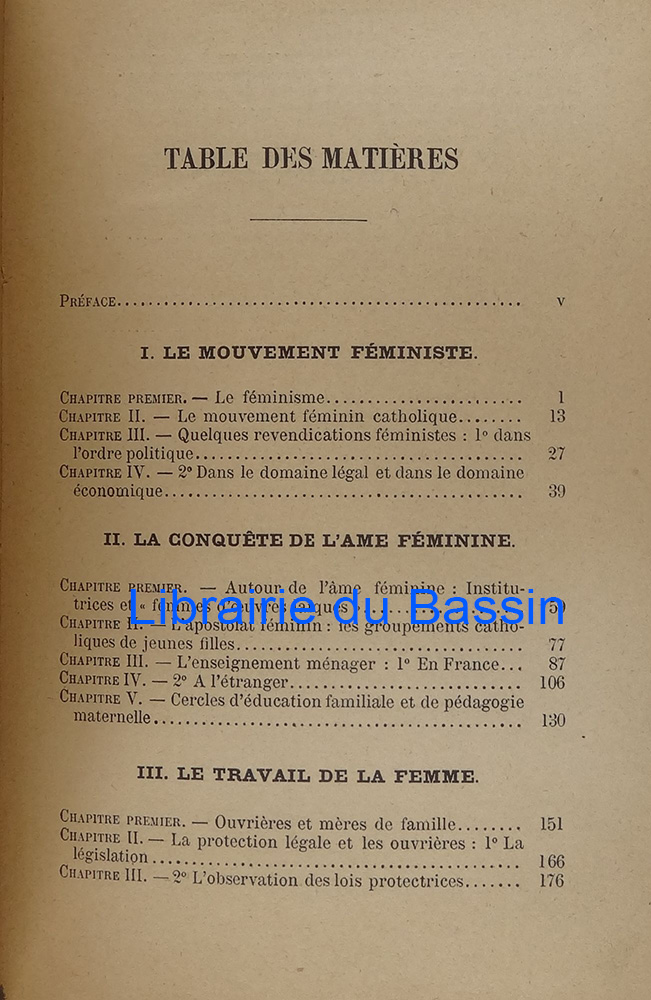 TABLE DES MATIÈRES
PRÉFACE........................................................ V
I. LE MOUVEMENT FÉMINISTE.
CHAPITRE PREMIER. — Le féminisme........................ 1
CHAPITRE II. — Le mouvement féminin catholique........ 13
CHAPITRE III. — Quelques revendications féministes : 1° dans
l'ordre politique........................................ 27
CHAPITRE IV. — 2° Dans le domaine légal et dans le domaine
économique............................................ 39
II. LA CONQUÊTE DE L'AME FÉMININE.
CHAPITRE PREMIER. — Autour de l'âme féminine : Institu-
trices et « femmes d'œuvres laïques »
Librairie du Bassin
CHAPITRE II. — L'apostolat féminin : les groupements catho-
liques de jeunes filles................................... 77
CHAPITRE III. — L'enseignement ménager : 1° En France... 87
CHAPITRE IV. — 2° A l'étranger............................. 106
CHAPITRE V. — Cercles d'éducation familiale et de pédagogie
maternelle............................................. 130
III. LE TRAVAIL DE LA FEMME.
CHAPITRE PREMIER. — Ouvrières et mères de famille........ 151
CHAPITRE II. — La protection légale et les ouvrières : 1° La
législation............................................. 166
CHAPITRE III. — 2° L'observation des lois protectrices....... 176